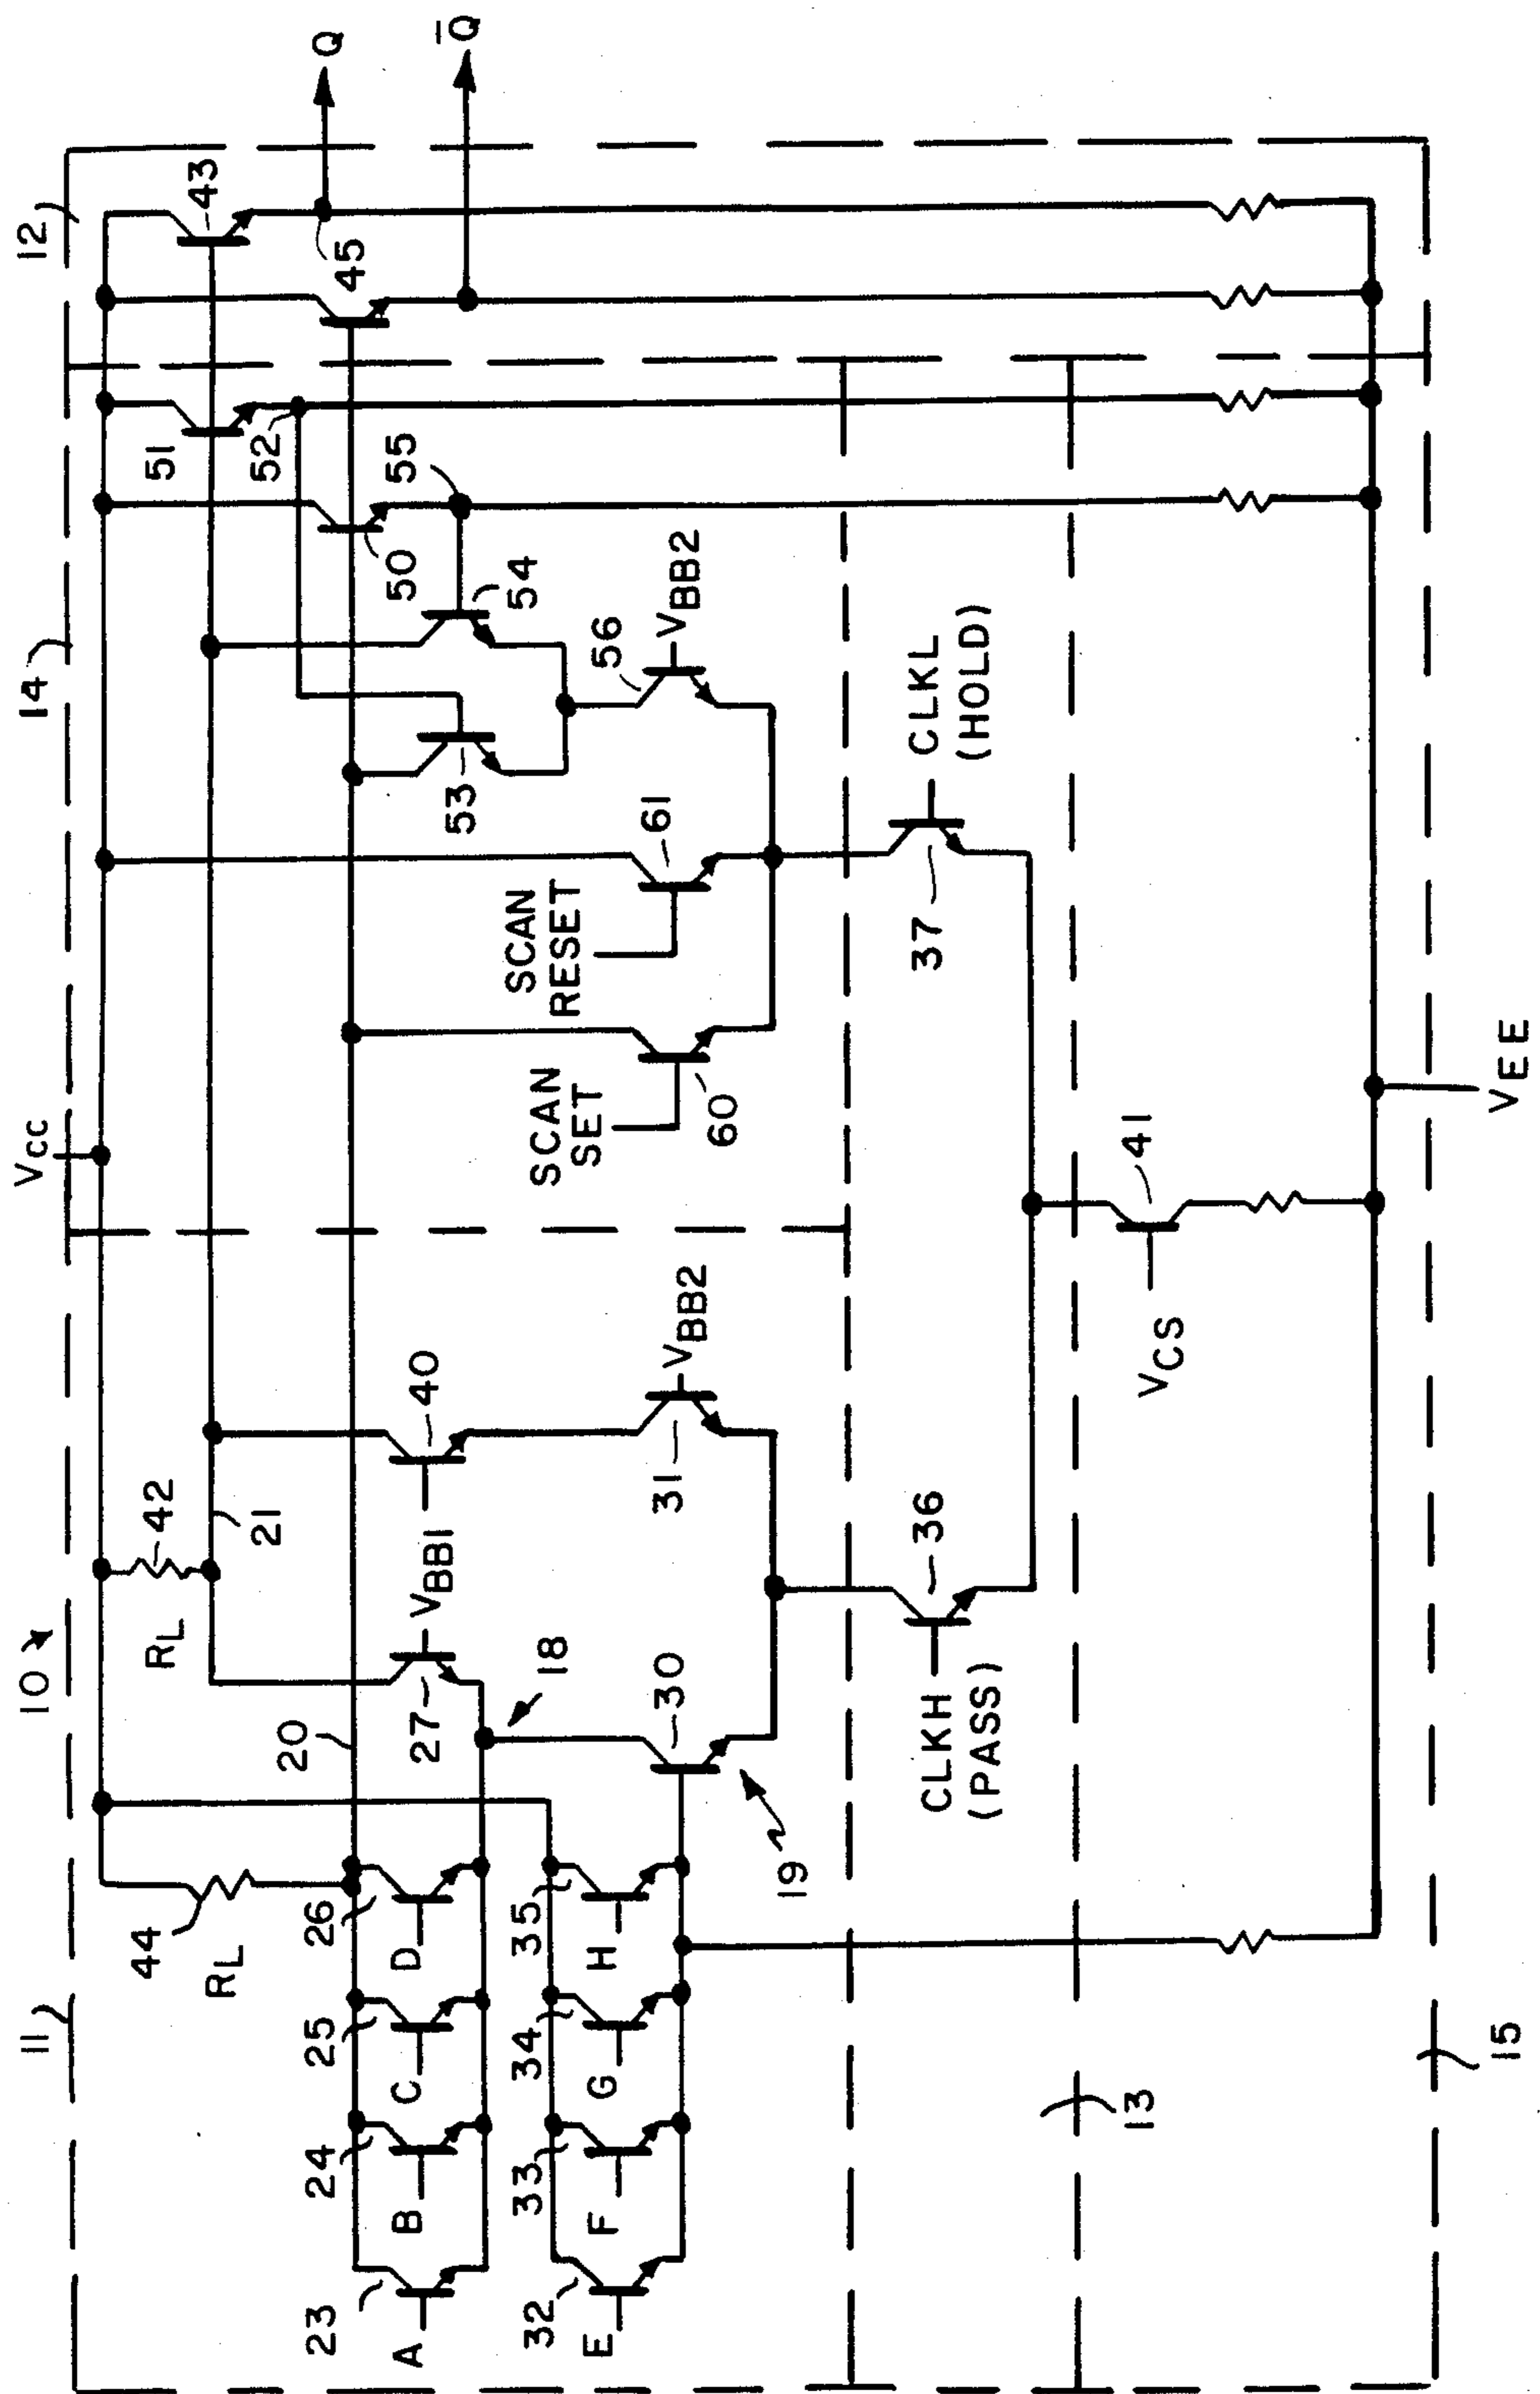 10
11
12
14
VCC
RL
42
44
RL
21
20
43
Q
Q̅
45
51
52
50
55
54
53
56
VBB2
61
SCAN
RESET
SCAN
SET
60
40
VBB1
27
18
31
VBB2
30
19
23
24
25
26
A
B
C
D
32
33
34
35
E
F
G
H
CLKH
(PASS)
36
37
CLKL
(HOLD)
13
VCS
41
VEE
15